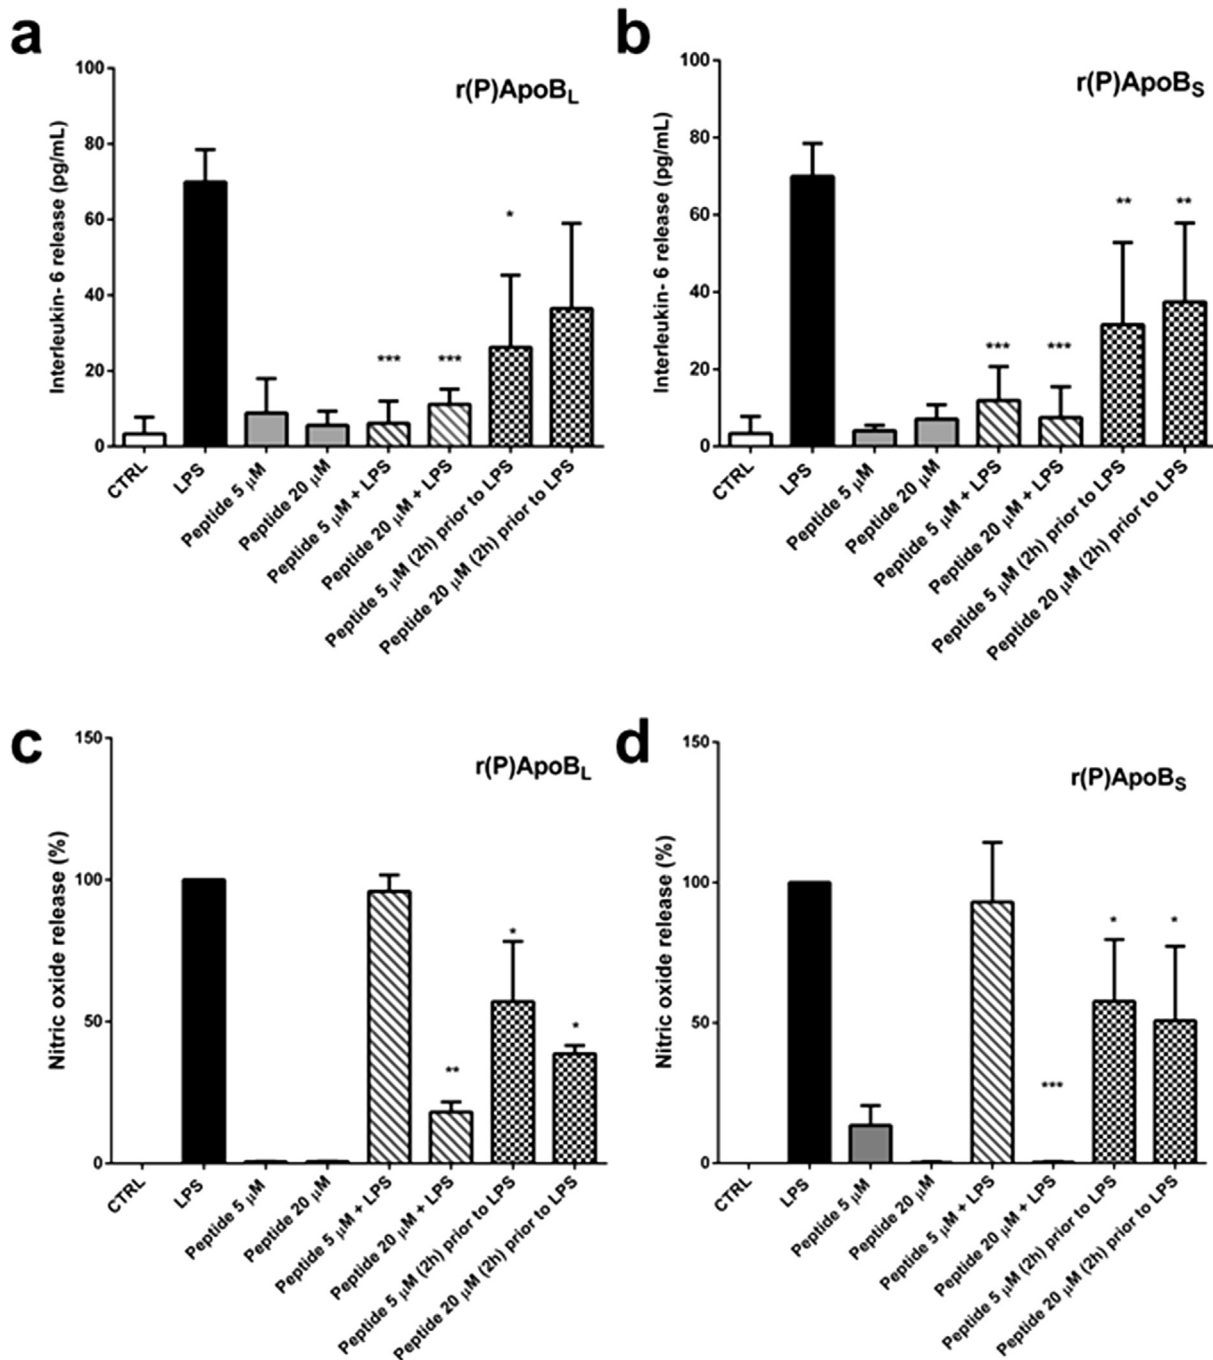 a
r(P)ApoBL
Interleukin- 6 release (pg/mL)
100
80
60
40
20
0
*
***
***
CTRL
LPS
Peptide 5 μM
Peptide 20 μM
Peptide 5 μM + LPS
Peptide 20 μM + LPS
Peptide 5 μM (2h) prior to LPS
Peptide 20 μM (2h) prior to LPS
b
r(P)ApoBS
Interleukin- 6 release (pg/mL)
100
80
60
40
20
0
**
**
***
***
CTRL
LPS
Peptide 5 μM
Peptide 20 μM
Peptide 5 μM + LPS
Peptide 20 μM + LPS
Peptide 5 μM (2h) prior to LPS
Peptide 20 μM (2h) prior to LPS
c
r(P)ApoBL
Nitric oxide release (%)
150
100
50
0
*
*
**
CTRL
LPS
Peptide 5 μM
Peptide 20 μM
Peptide 5 μM + LPS
Peptide 20 μM + LPS
Peptide 5 μM (2h) prior to LPS
Peptide 20 μM (2h) prior to LPS
d
r(P)ApoBS
Nitric oxide release (%)
150
100
50
0
*
*
***
CTRL
LPS
Peptide 5 μM
Peptide 20 μM
Peptide 5 μM + LPS
Peptide 20 μM + LPS
Peptide 5 μM (2h) prior to LPS
Peptide 20 μM (2h) prior to LPS